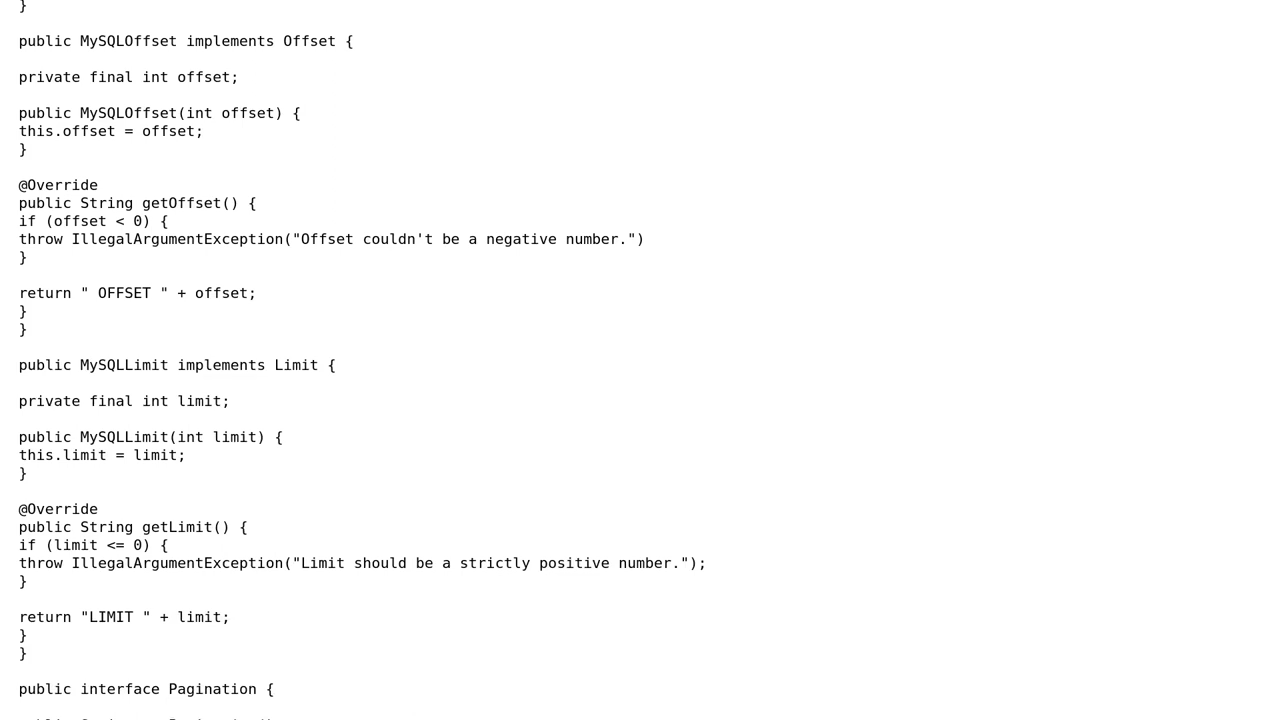 }
public MySQLOffset implements Offset {
private final int offset;
public MySQLOffset(int offset) {
this.offset = offset;
}
@Override
public String getOffset() {
if (offset < 0) {
throw IllegalArgumentException("Offset couldn't be a negative number.")
}
return " OFFSET " + offset;
}
}
public MySQLLimit implements Limit {
private final int limit;
public MySQLLimit(int limit) {
this.limit = limit;
}
@Override
public String getLimit() {
if (limit <= 0) {
throw IllegalArgumentException("Limit should be a strictly positive number.");
}
return "LIMIT " + limit;
}
}
public interface Pagination {